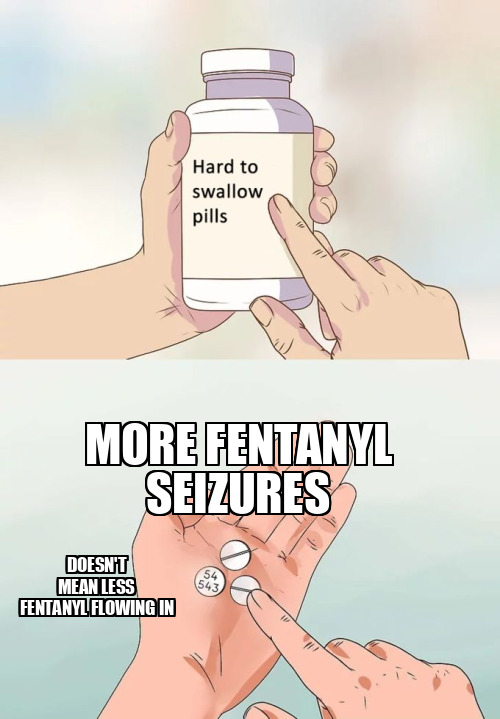 Hard to
swallow
pills
MORE FENTANYL
SEIZURES
DOESN'T
MEAN LESS
FENTANYL FLOWING IN
54
543